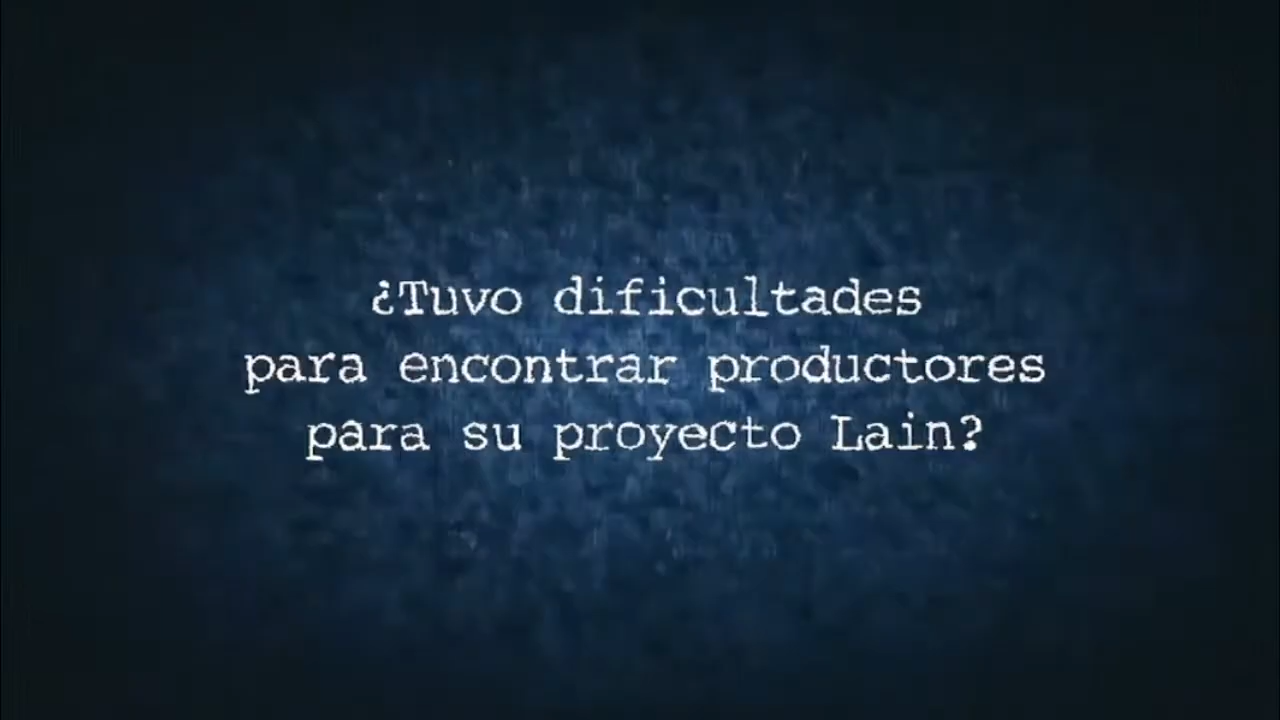 ¿Tuvo dificultades
para encontrar productores
para su proyecto Lain?